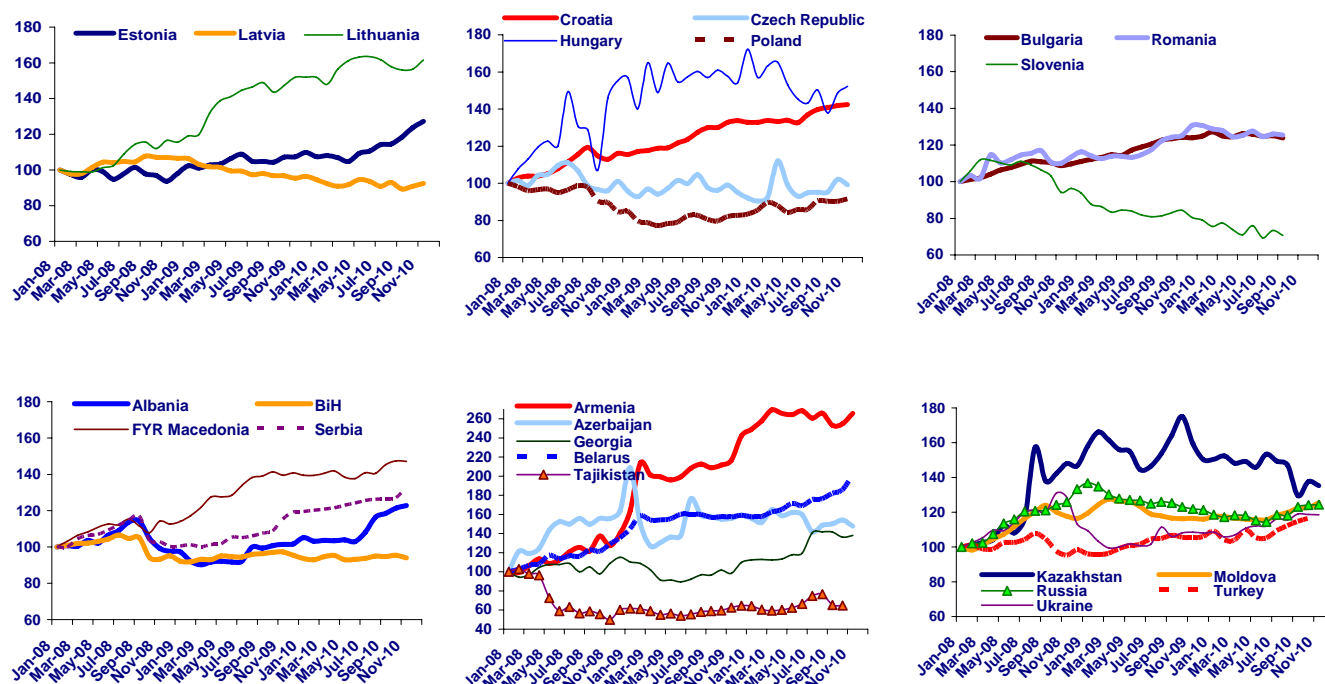 180
160
140
120
100
80
60
Estonia Latvia Lithuania
Jan-08 Mar-08 May-08 Jul-08 Sep-08 Nov-08 Jan-09 Mar-09 May-09 Jul-09 Sep-09 Nov-09 Jan-10 Mar-10 May-10 Jul-10 Sep-10 Nov-10
Croatia Czech Republic
Hungary Poland
180
160
140
120
100
80
60
Jan-08 Mar-08 May-08 Jul-08 Sep-08 Nov-08 Jan-09 Mar-09 May-09 Jul-09 Sep-09 Nov-09 Jan-10 Mar-10 May-10 Jul-10 Sep-10 Nov-10
Bulgaria Romania
Slovenia
180
160
140
120
100
80
60
Jan-08 Mar-08 May-08 Jul-08 Sep-08 Nov-08 Jan-09 Mar-09 May-09 Jul-09 Sep-09 Nov-09 Jan-10 Mar-10 May-10 Jul-10 Sep-10 Nov-10
Albania BiH
FYR Macedonia Serbia
180
160
140
120
100
80
60
Jan-08 Mar-08 May-08 Jul-08 Sep-08 Nov-08 Jan-09 Mar-09 May-09 Jul-09 Sep-09 Nov-09 Jan-10 Mar-10 May-10 Jul-10 Sep-10 Nov-10
Armenia
Azerbaijan
Georgia
Belarus
Tajikistan
260
240
220
200
180
160
140
120
100
80
60
40
Jan-08 Mar-08 May-08 Jul-08 Sep-08 Nov-08 Jan-09 Mar-09 May-09 Jul-09 Sep-09 Nov-09 Jan-10 Mar-10 May-10 Jul-10 Sep-10 Nov-10
180
160
140
120
100
80
60
Kazakhstan Moldova
Russia Turkey
Ukraine
Jan-08 Mar-08 May-08 Jul-08 Sep-08 Nov-08 Jan-09 Mar-09 May-09 Jul-09 Sep-09 Nov-09 Jan-10 Mar-10 May-10 Jul-10 Sep-10 Nov-10